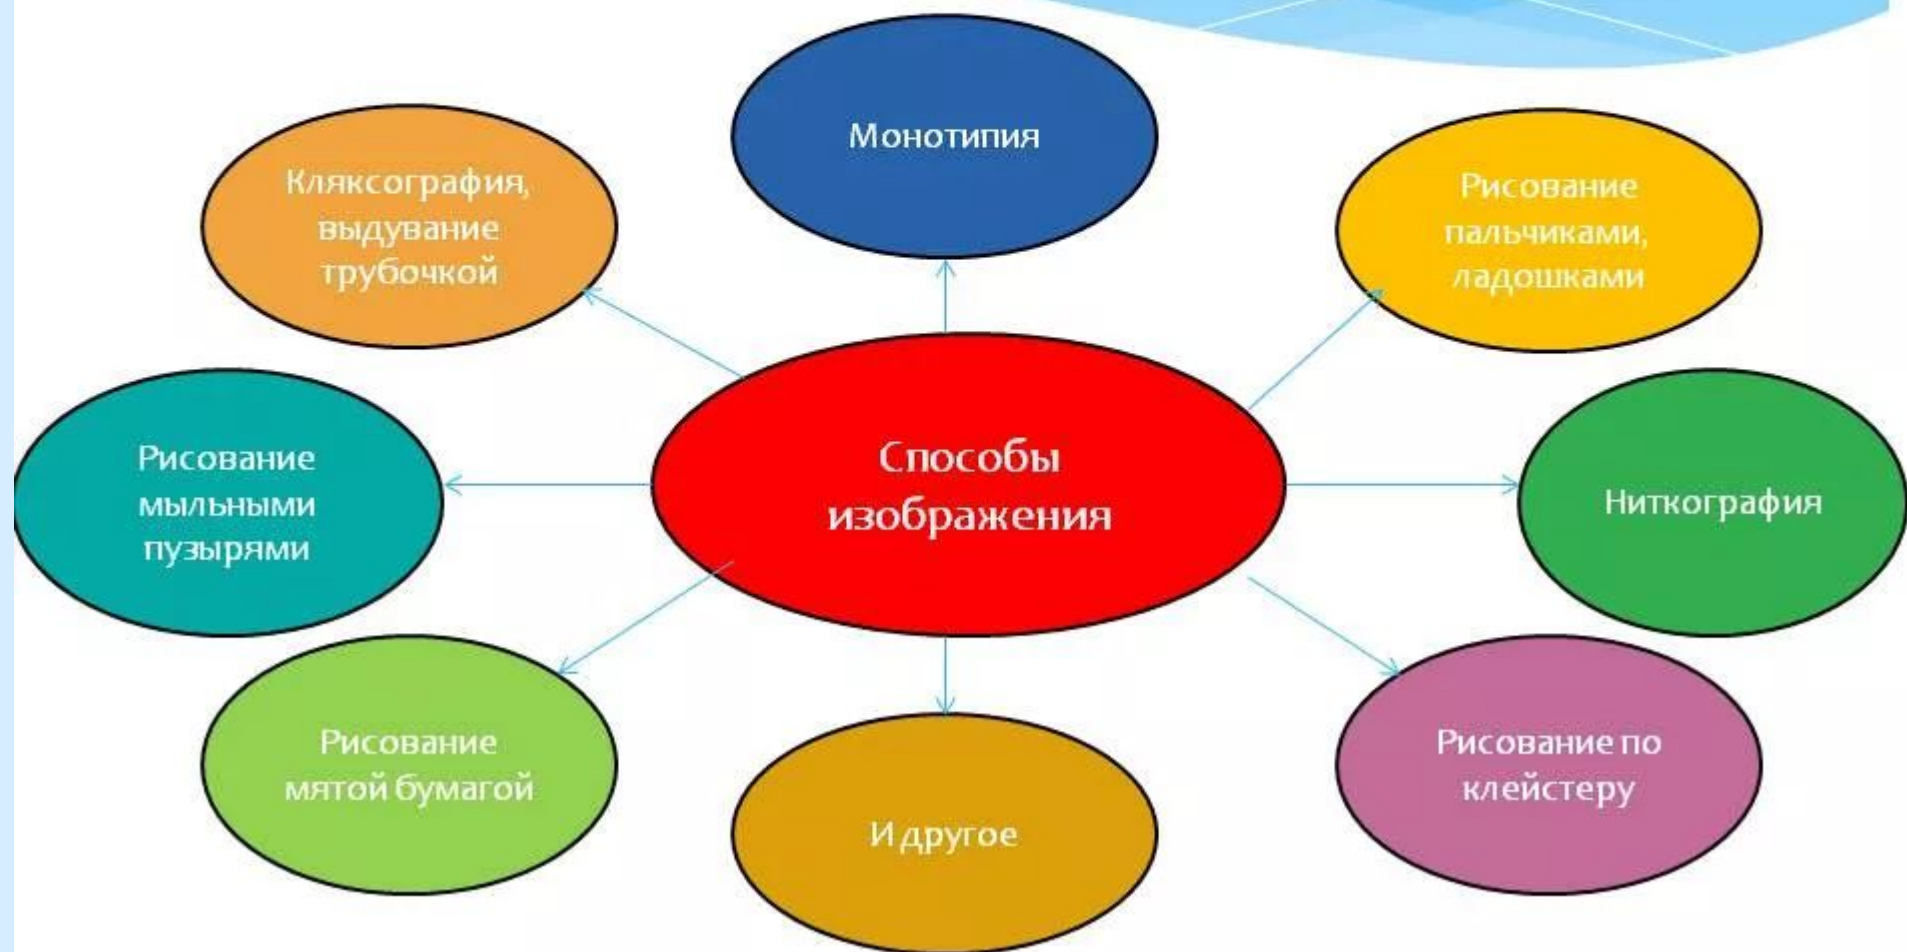 Монотипия
Кляксография,
выдувание
трубочкой
Рисование
пальчиками,
ладошками
Рисование
мыльными
пузырями
Способы
изображения
Ниткография
Рисование
мятой бумагой
И другое
Рисование по
клейстеру